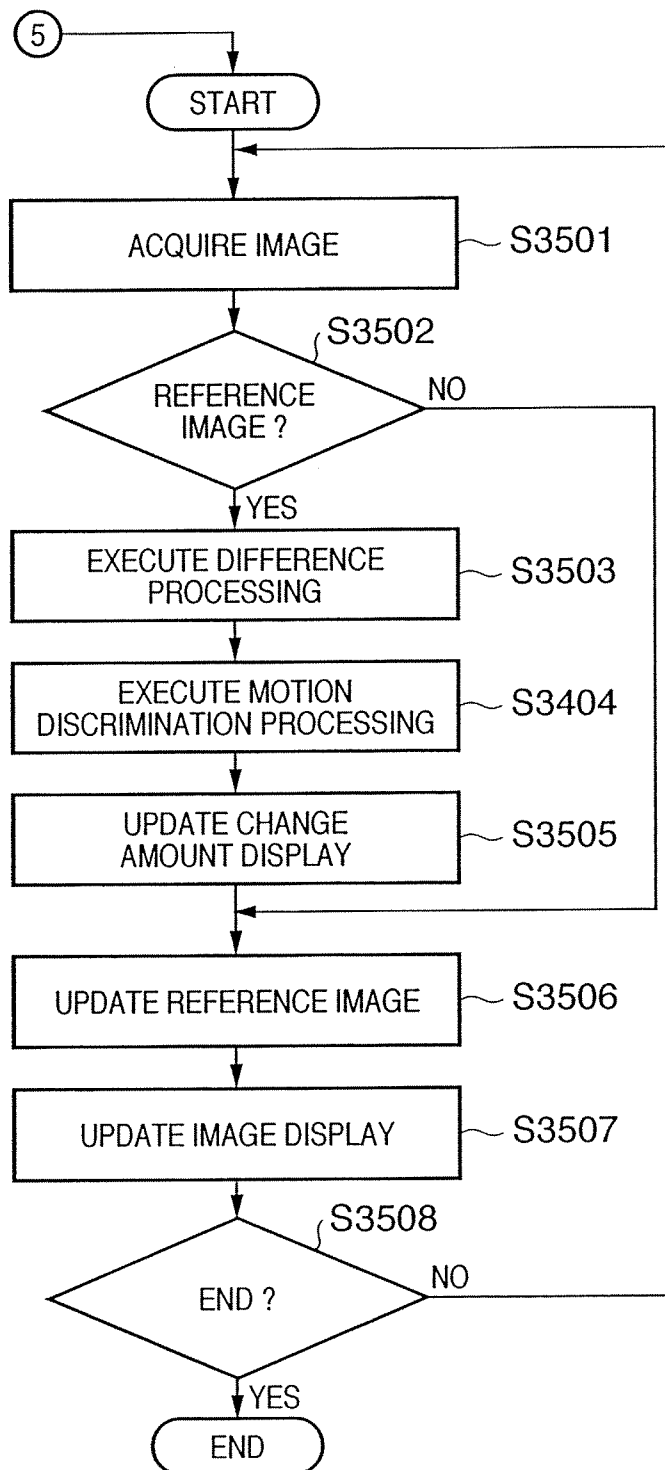 5
START
ACQUIRE IMAGE
S3501
S3502
REFERENCE
IMAGE ?
NO
YES
EXECUTE DIFFERENCE
PROCESSING
S3503
EXECUTE MOTION
DISCRIMINATION PROCESSING
S3404
UPDATE CHANGE
AMOUNT DISPLAY
S3505
UPDATE REFERENCE IMAGE
S3506
UPDATE IMAGE DISPLAY
S3507
S3508
END ?
NO
YES
END